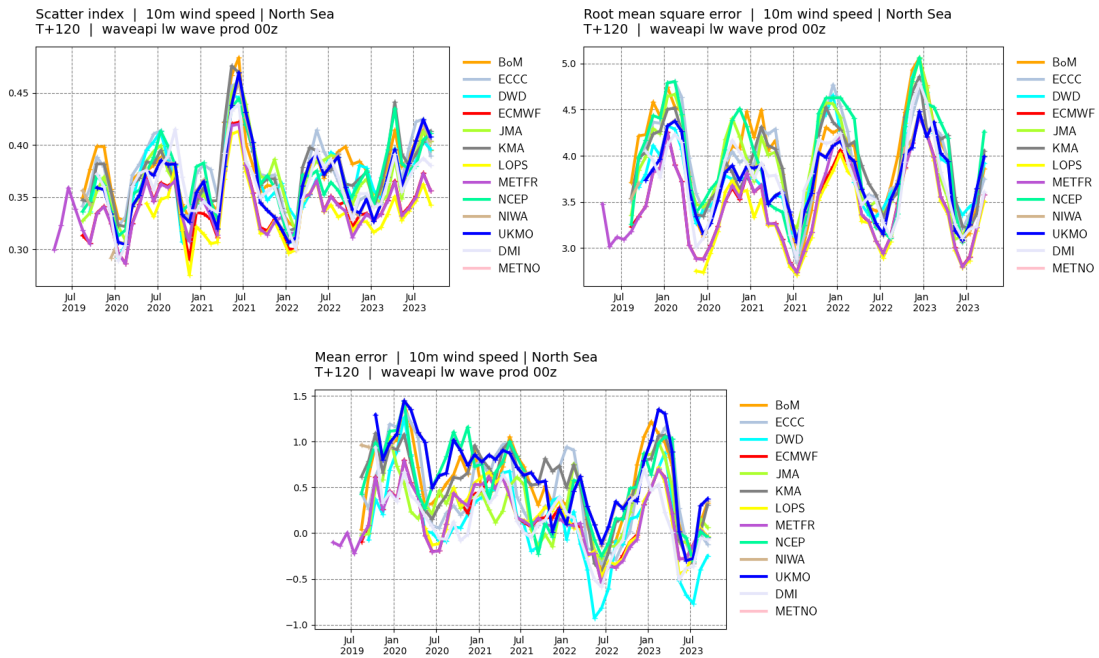 Scatter index | 10m wind speed | North Sea
T+120 | waveapi lw wave prod 00z
0.45
0.40
0.35
0.30
Jul
2019
Jan
2020
Jul
2020
Jan
2021
Jul
2021
Jan
2022
Jul
2022
Jan
2023
Jul
2023
BoM
ECCC
DWD
ECMWF
JMA
KMA
LOPS
METFR
NCEP
NIWA
UKMO
DMI
METNO
Root mean square error | 10m wind speed | North Sea
T+120 | waveapi lw wave prod 00z
5.0
4.5
4.0
3.5
3.0
Jul
2019
Jan
2020
Jul
2020
Jan
2021
Jul
2021
Jan
2022
Jul
2022
Jan
2023
Jul
2023
BoM
ECCC
DWD
ECMWF
JMA
KMA
LOPS
METFR
NCEP
NIWA
UKMO
DMI
METNO
Mean error | 10m wind speed | North Sea
T+120 | waveapi lw wave prod 00z
1.5
1.0
0.5
0.0
−0.5
−1.0
Jul
2019
Jan
2020
Jul
2020
Jan
2021
Jul
2021
Jan
2022
Jul
2022
Jan
2023
Jul
2023
BoM
ECCC
DWD
ECMWF
JMA
KMA
LOPS
METFR
NCEP
NIWA
UKMO
DMI
METNO